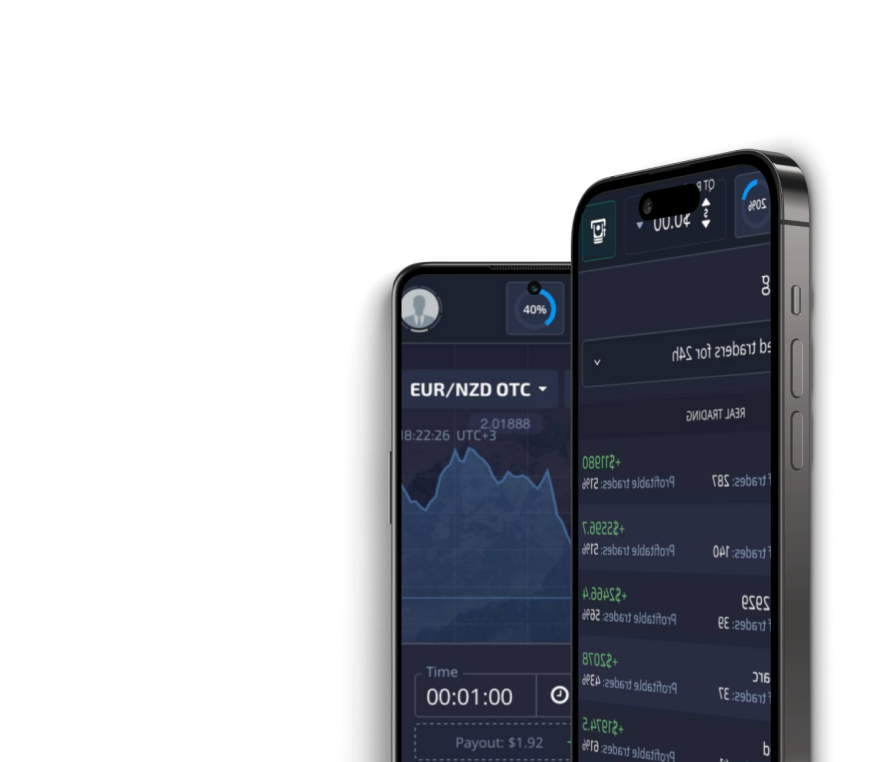 40%
EUR/NZD OTC
2.01888
8:22:26 UTC+3
Time
00:01:00
Payout: $1.92
20%
QT
$0.00
$
g
ed traders for 24h
REAL TRADING
+$11980
f trades: 287
Profitable trades: 51%
+$5596.7
f trades: 140
Profitable trades: 51%
2929
+$2466.4
f trades: 39
Profitable trades: 56%
arc
+$2078
f trades: 37
Profitable trades: 43%
d
+$1974.5
Profitable trades: 61%